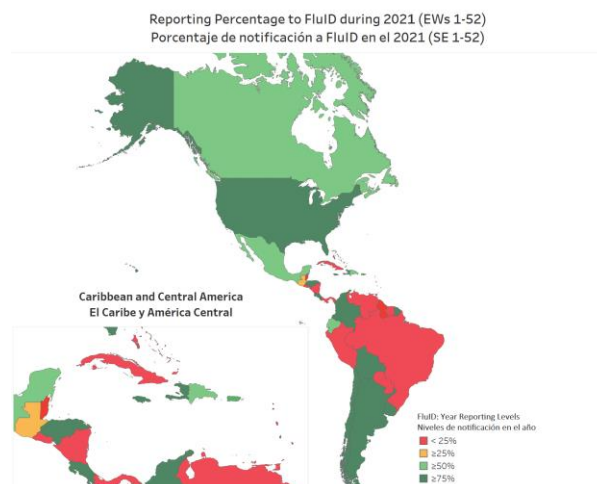 Reporting Percentage to FluID during 2021 (EWs 1-52)
Porcentaje de notificación a FluID en el 2021 (SE 1-52)
Caribbean and Central America
El Caribe y América Central
FluID: Year Reporting Levels
Niveles de notificación en el año
< 25%
≥25%
≥50%
≥75%